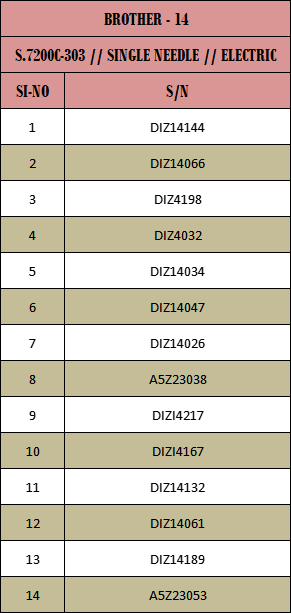 BROTHER - 14
S.7200C-303 // SINGLE NEEDLE // ELECTRIC
SI-NO S/N
1 DIZ14144
2 DIZ14066
3 DIZ4198
4 DIZ4032
5 DIZ14034
6 DIZ14047
7 DIZ14026
8 A5Z23038
9 DIZI4217
10 DIZI4167
11 DIZ14132
12 DIZ14061
13 DIZ14189
14 A5Z23053